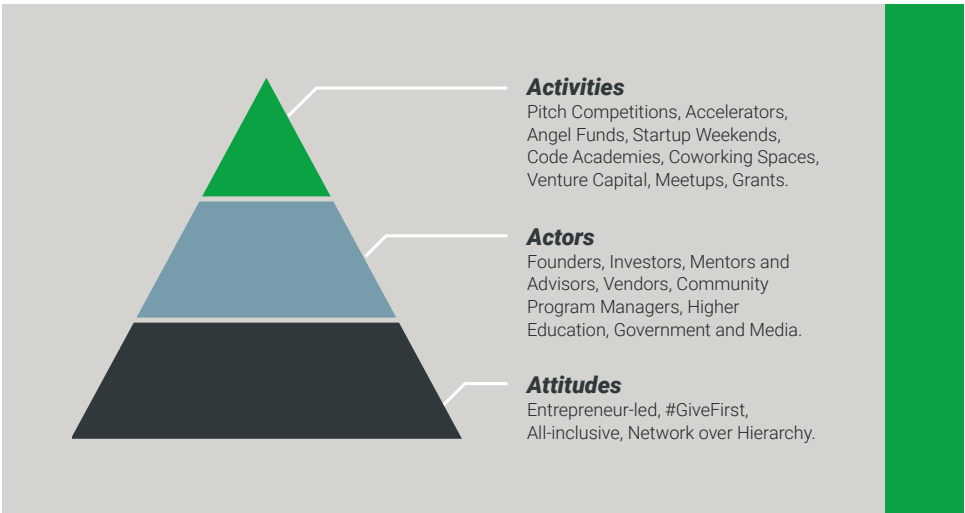 Activities
Pitch Competitions, Accelerators,
Angel Funds, Startup Weekends,
Code Academies, Coworking Spaces,
Venture Capital, Meetups, Grants.
Actors
Founders, Investors, Mentors and
Advisors, Vendors, Community
Program Managers, Higher
Education, Government and Media.
Attitudes
Entrepreneur-led, #GiveFirst,
All-inclusive, Network over Hierarchy.